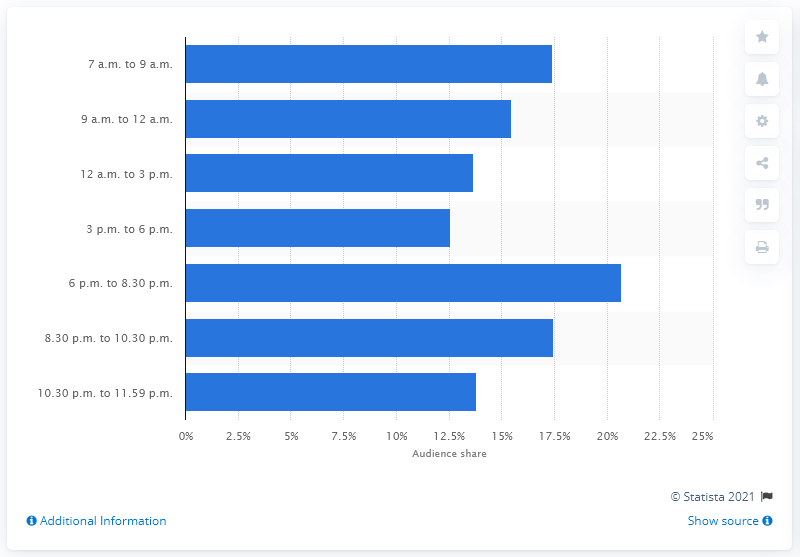 7 a.m. to 9 a.m.
9 a.m. to 12 a.m.
12 a.m. to 3 p.m.
3 p.m. to 6 p.m.
6 p.m. to 8.30 p.m.
8.30 p.m. to 10.30 p.m.
10.30 p.m. to 11.59 p.m.
0% 2.5% 5% 7.5% 10% 12.5% 15% 17.5% 20% 22.5% 25%
Audience share
© Statista 2021
Additional Information
Show source